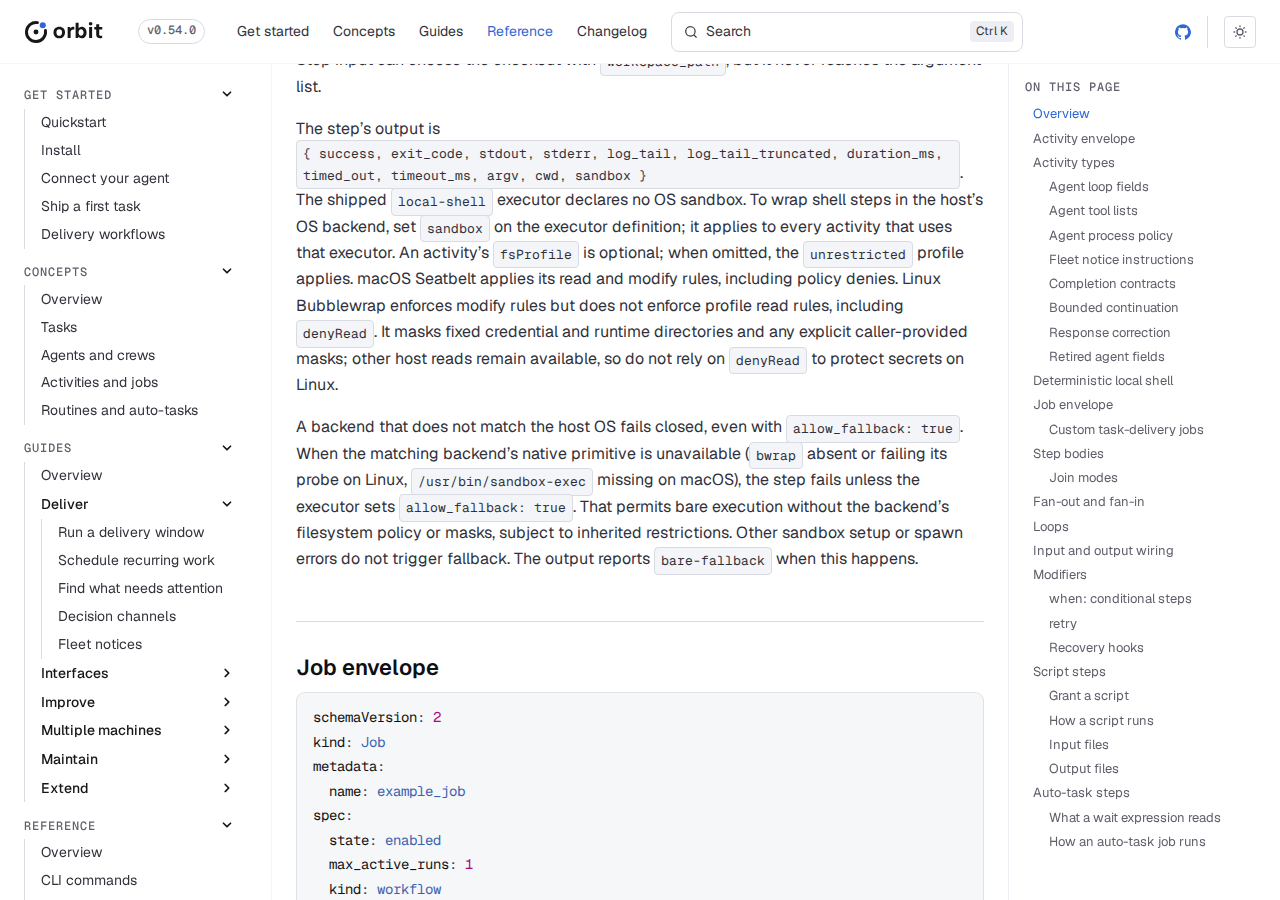 orbit
v0.54.0
Get started
Concepts
Guides
Reference
Changelog
Search
Ctrl K
GET STARTED
Quickstart
Install
Connect your agent
Ship a first task
Delivery workflows
CONCEPTS
Overview
Tasks
Agents and crews
Activities and jobs
Routines and auto-tasks
GUIDES
Overview
Deliver
Run a delivery window
Schedule recurring work
Find what needs attention
Decision channels
Fleet notices
Interfaces
Improve
Multiple machines
Maintain
Extend
REFERENCE
Overview
CLI commands
list.
The step’s output is
{ success, exit_code, stdout, stderr, log_tail, log_tail_truncated, duration_ms,
timed_out, timeout_ms, argv, cwd, sandbox } .
The shipped local-shell executor declares no OS sandbox. To wrap shell steps in the host’s
OS backend, set sandbox on the executor definition; it applies to every activity that uses
that executor. An activity’s fsProfile is optional; when omitted, the unrestricted profile
applies. macOS Seatbelt applies its read and modify rules, including policy denies. Linux
Bubblewrap enforces modify rules but does not enforce profile read rules, including
denyRead . It masks fixed credential and runtime directories and any explicit caller-provided
masks; other host reads remain available, so do not rely on denyRead to protect secrets on
Linux.
A backend that does not match the host OS fails closed, even with allow_fallback: true .
When the matching backend’s native primitive is unavailable ( bwrap absent or failing its
probe on Linux, /usr/bin/sandbox-exec missing on macOS), the step fails unless the
executor sets allow_fallback: true . That permits bare execution without the backend’s
filesystem policy or masks, subject to inherited restrictions. Other sandbox setup or spawn
errors do not trigger fallback. The output reports bare-fallback when this happens.
Job envelope
schemaVersion: 2
kind: Job
metadata:
  name: example_job
spec:
  state: enabled
  max_active_runs: 1
  kind: workflow
ON THIS PAGE
Overview
Activity envelope
Activity types
Agent loop fields
Agent tool lists
Agent process policy
Fleet notice instructions
Completion contracts
Bounded continuation
Response correction
Retired agent fields
Deterministic local shell
Job envelope
Custom task-delivery jobs
Step bodies
Join modes
Fan-out and fan-in
Loops
Input and output wiring
Modifiers
when: conditional steps
retry
Recovery hooks
Script steps
Grant a script
How a script runs
Input files
Output files
Auto-task steps
What a wait expression reads
How an auto-task job runs